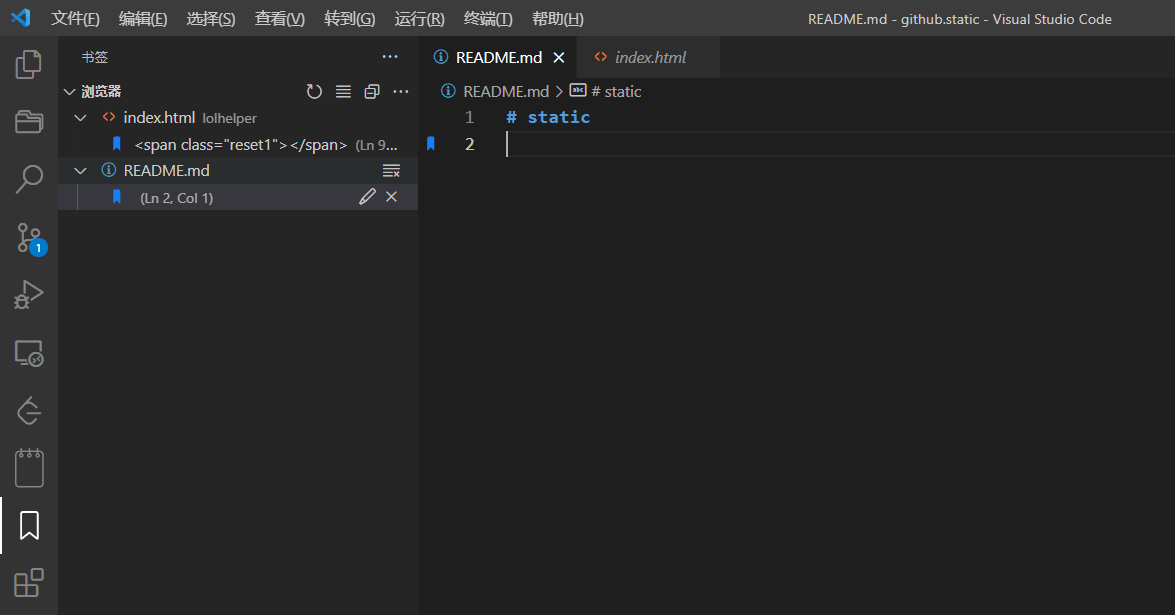 文件(F) 编辑(E) 选择(S) 查看(V) 转到(G) 运行(R) 终端(T) 帮助(H) README.md - github.static - Visual Studio Code
书签
浏览器
index.html lolhelper
<span class="reset1"></span> (Ln 9...
README.md
(Ln 2, Col 1)
1
README.md index.html
README.md > abc # static
1 # static
2